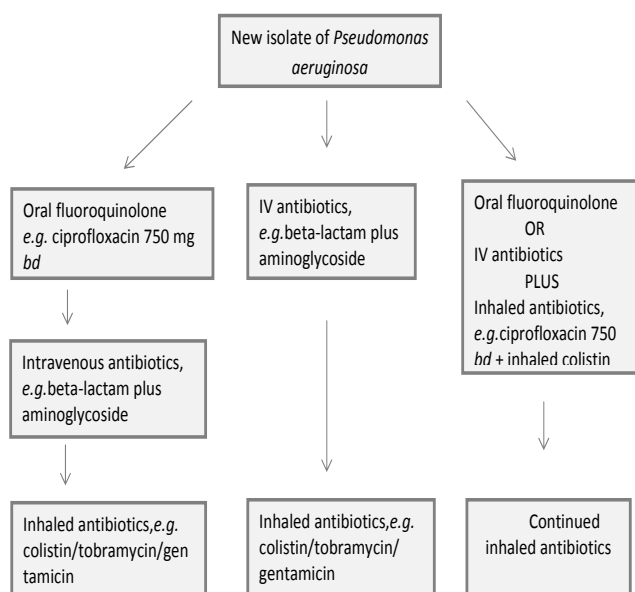 New isolate of Pseudomonas
aeruginosa
Oral fluoroquinolone
e.g. ciprofloxacin 750 mg
bd
Intravenous antibiotics,
e.g.beta-lactam plus
aminoglycoside
Inhaled antibiotics,e.g.
colistin/tobramycin/gen
tamicin
IV antibiotics,
e.g.beta-lactam plus
aminoglycoside
Inhaled antibiotics,e.g.
colistin/tobramycin/
gentamicin
Oral fluoroquinolone
OR
IV antibiotics
PLUS
Inhaled antibiotics,
e.g.ciprofloxacin 750
bd + inhaled colistin
Continued
inhaled antibiotics